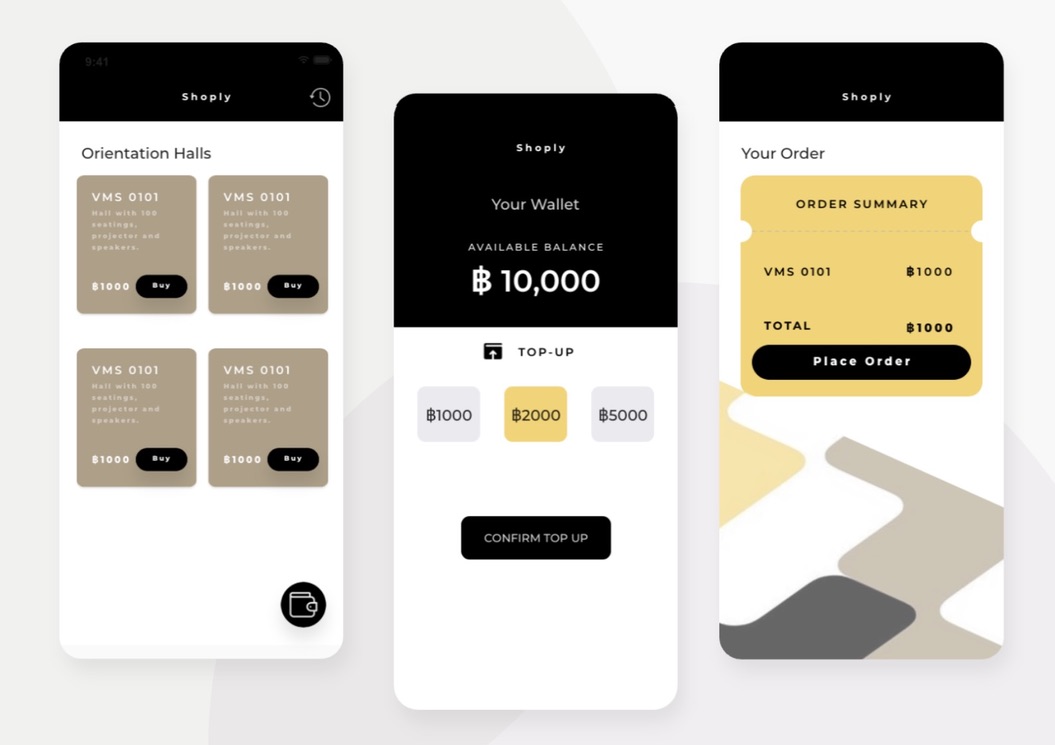 9:41
Shoply
Orientation Halls
VMS 0101
Hall with 100
seatings,
projector and
speakers.
฿1000 Buy
VMS 0101
Hall with 100
seatings,
projector and
speakers.
฿1000 Buy
VMS 0101
Hall with 100
seatings,
projector and
speakers.
฿1000 Buy
VMS 0101
Hall with 100
seatings,
projector and
speakers.
฿1000 Buy
Shoply
Your Wallet
AVAILABLE BALANCE
฿ 10,000
TOP-UP
฿1000 ฿2000 ฿5000
CONFIRM TOP UP
Shoply
Your Order
ORDER SUMMARY
VMS 0101 ฿1000
TOTAL ฿1000
Place Order